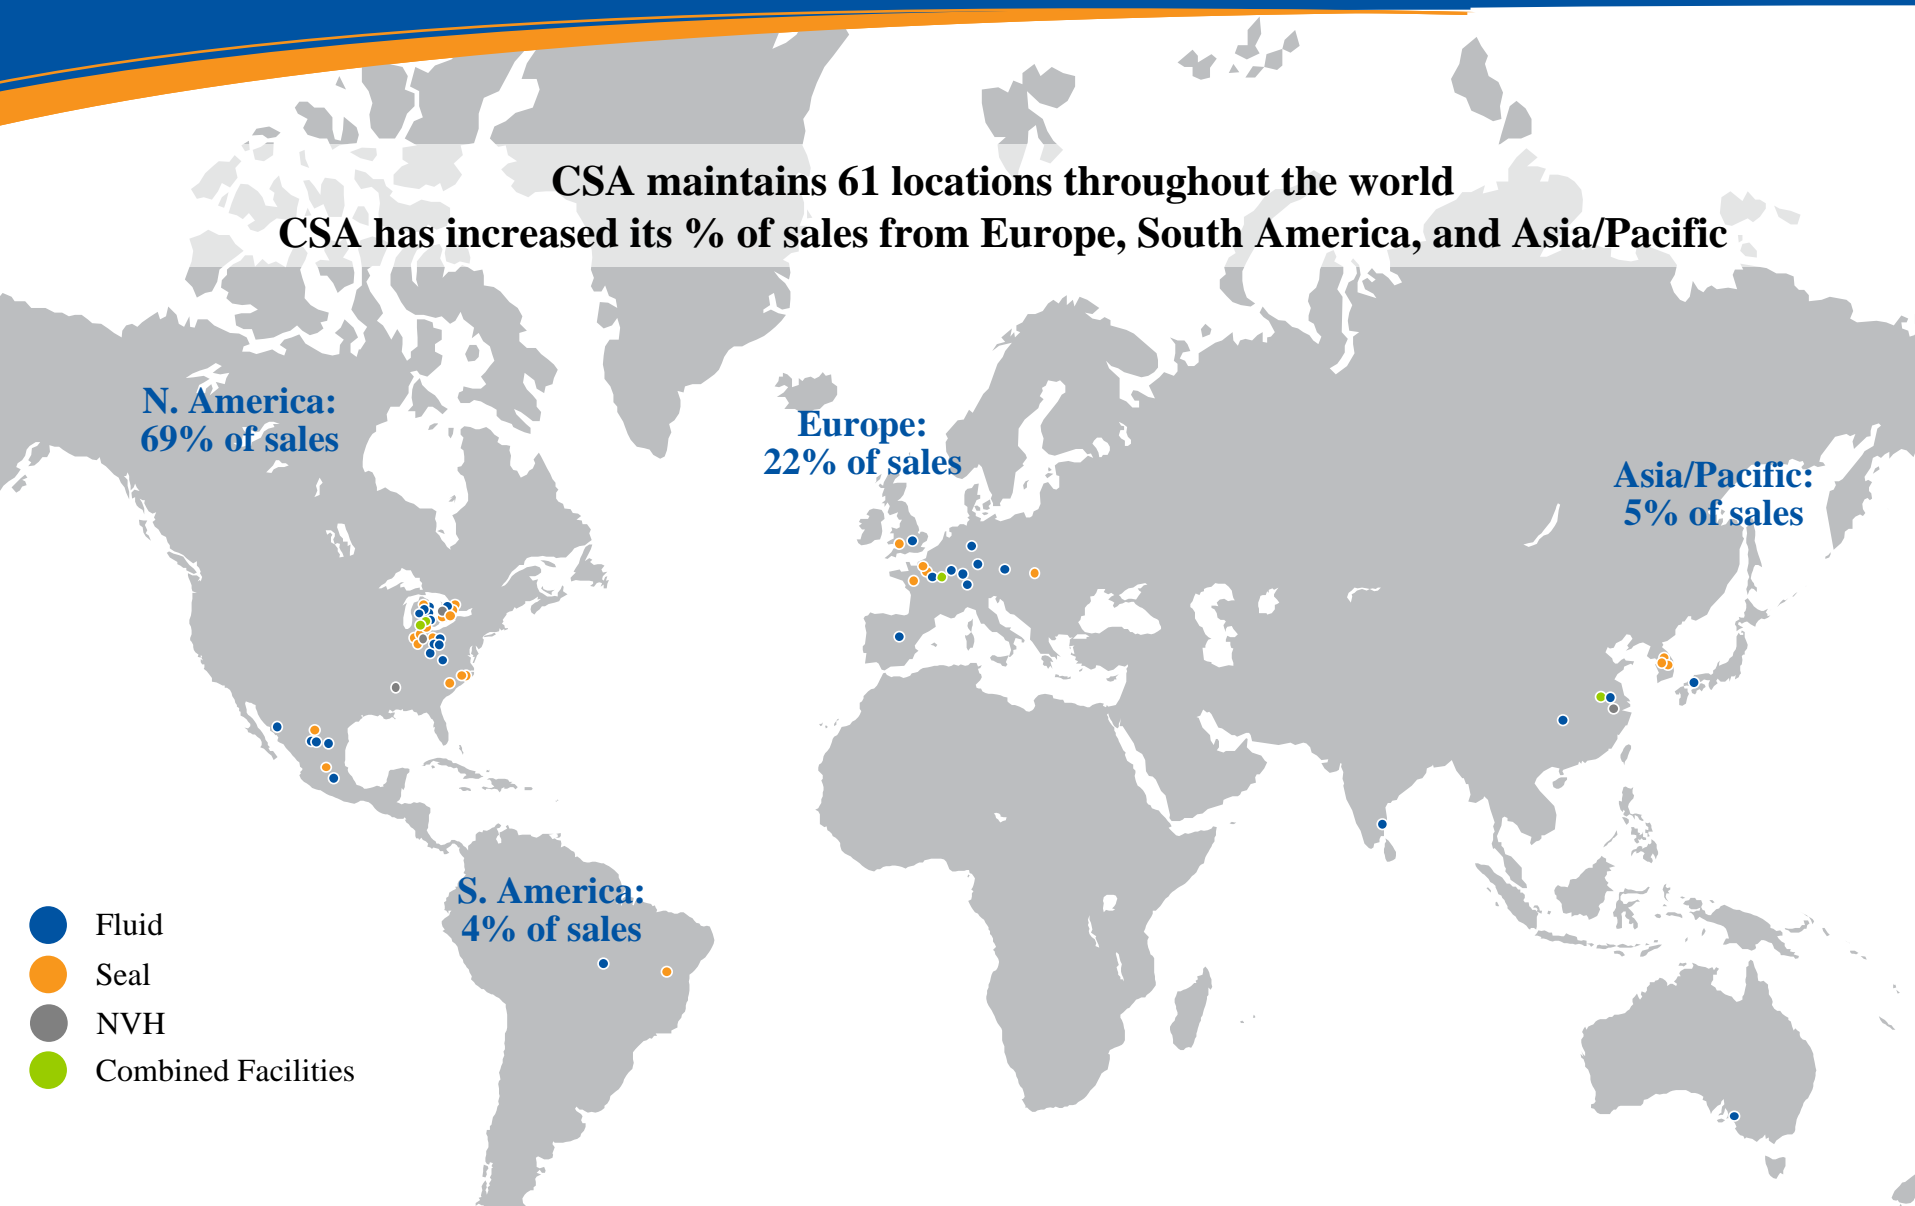 CSA maintains 61 locations throughout the world
CSA has increased its % of sales from Europe, South America, and Asia/Pacific
N. America:
69% of sales
Europe:
22% of sales
Asia/Pacific:
5% of sales
S. America:
4% of sales
Fluid
Seal
NVH
Combined Facilities